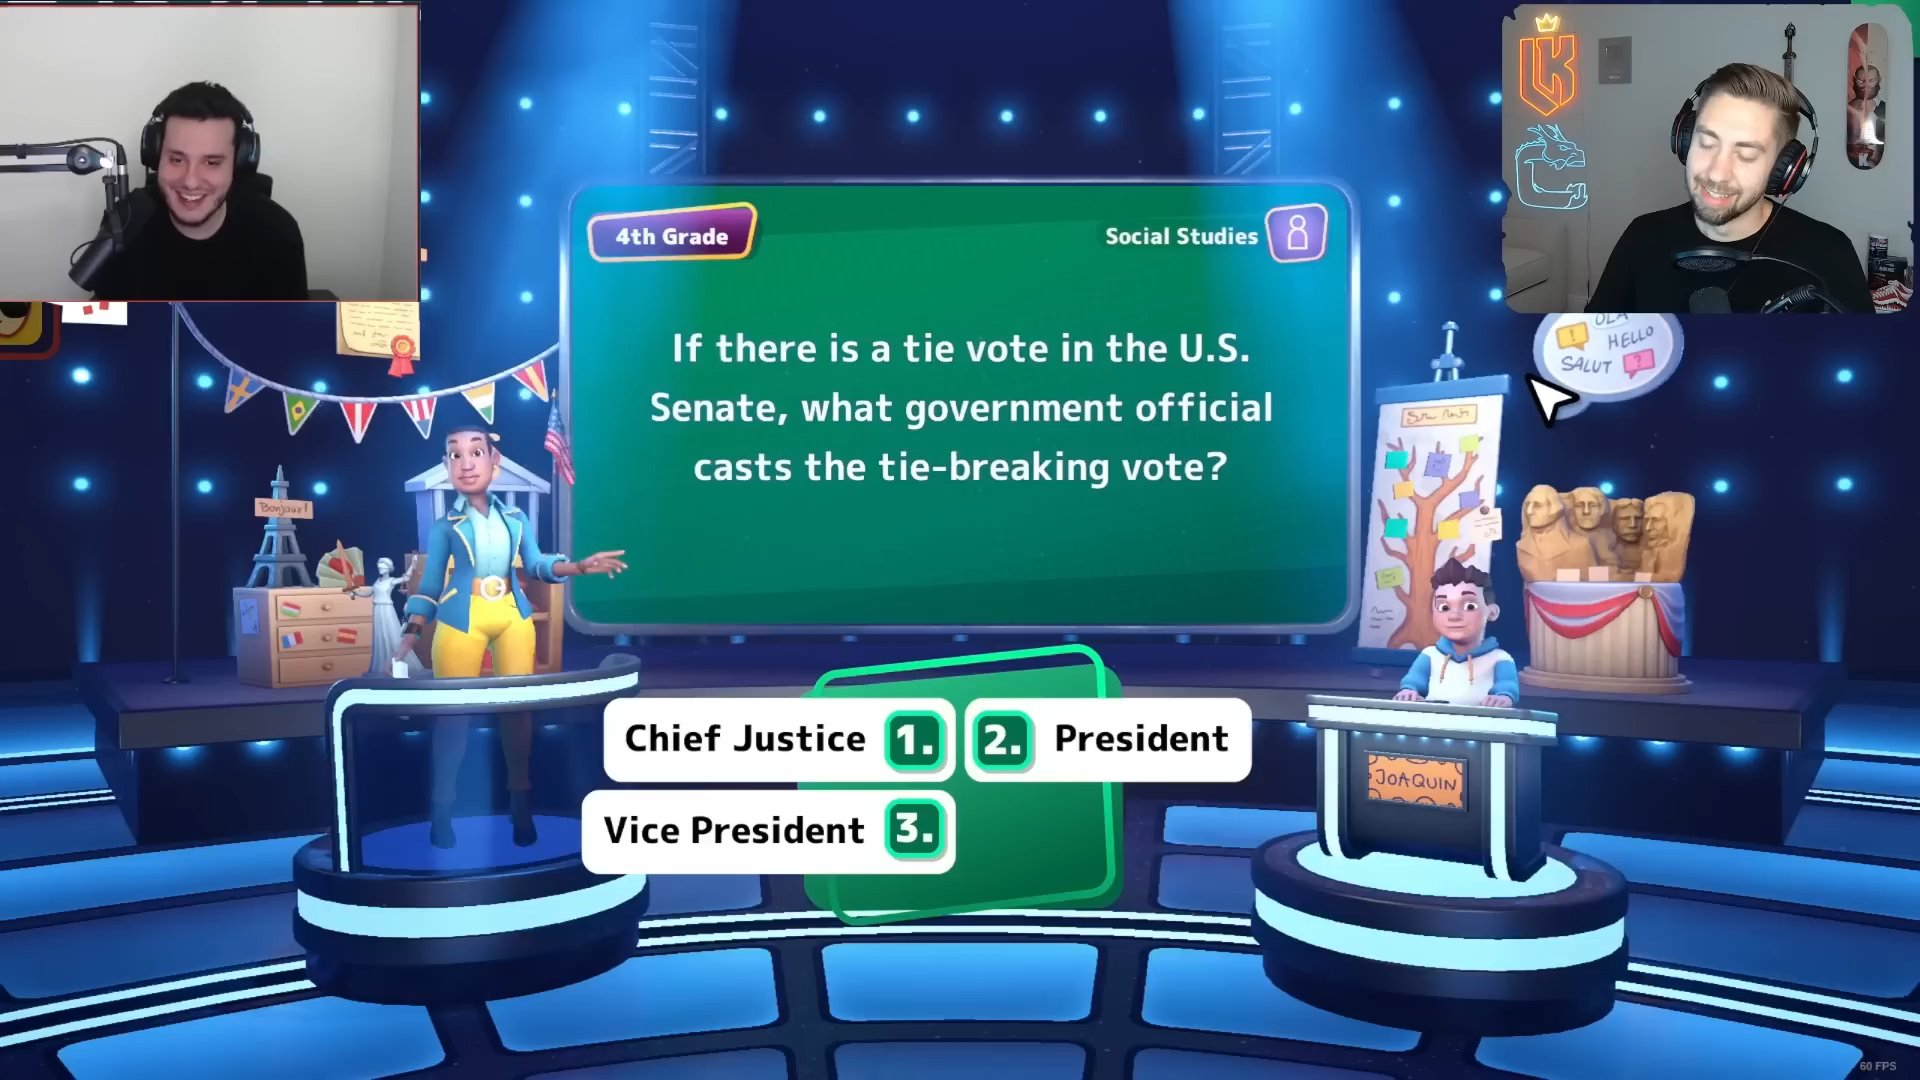 4th Grade
Social Studies
If there is a tie vote in the U.S.
Senate, what government official
casts the tie-breaking vote?
OLA
HELLO
SALUT
Bonjour!
Chief Justice 1.
2. President
Vice President 3.
JOAQUIN
60 FPS